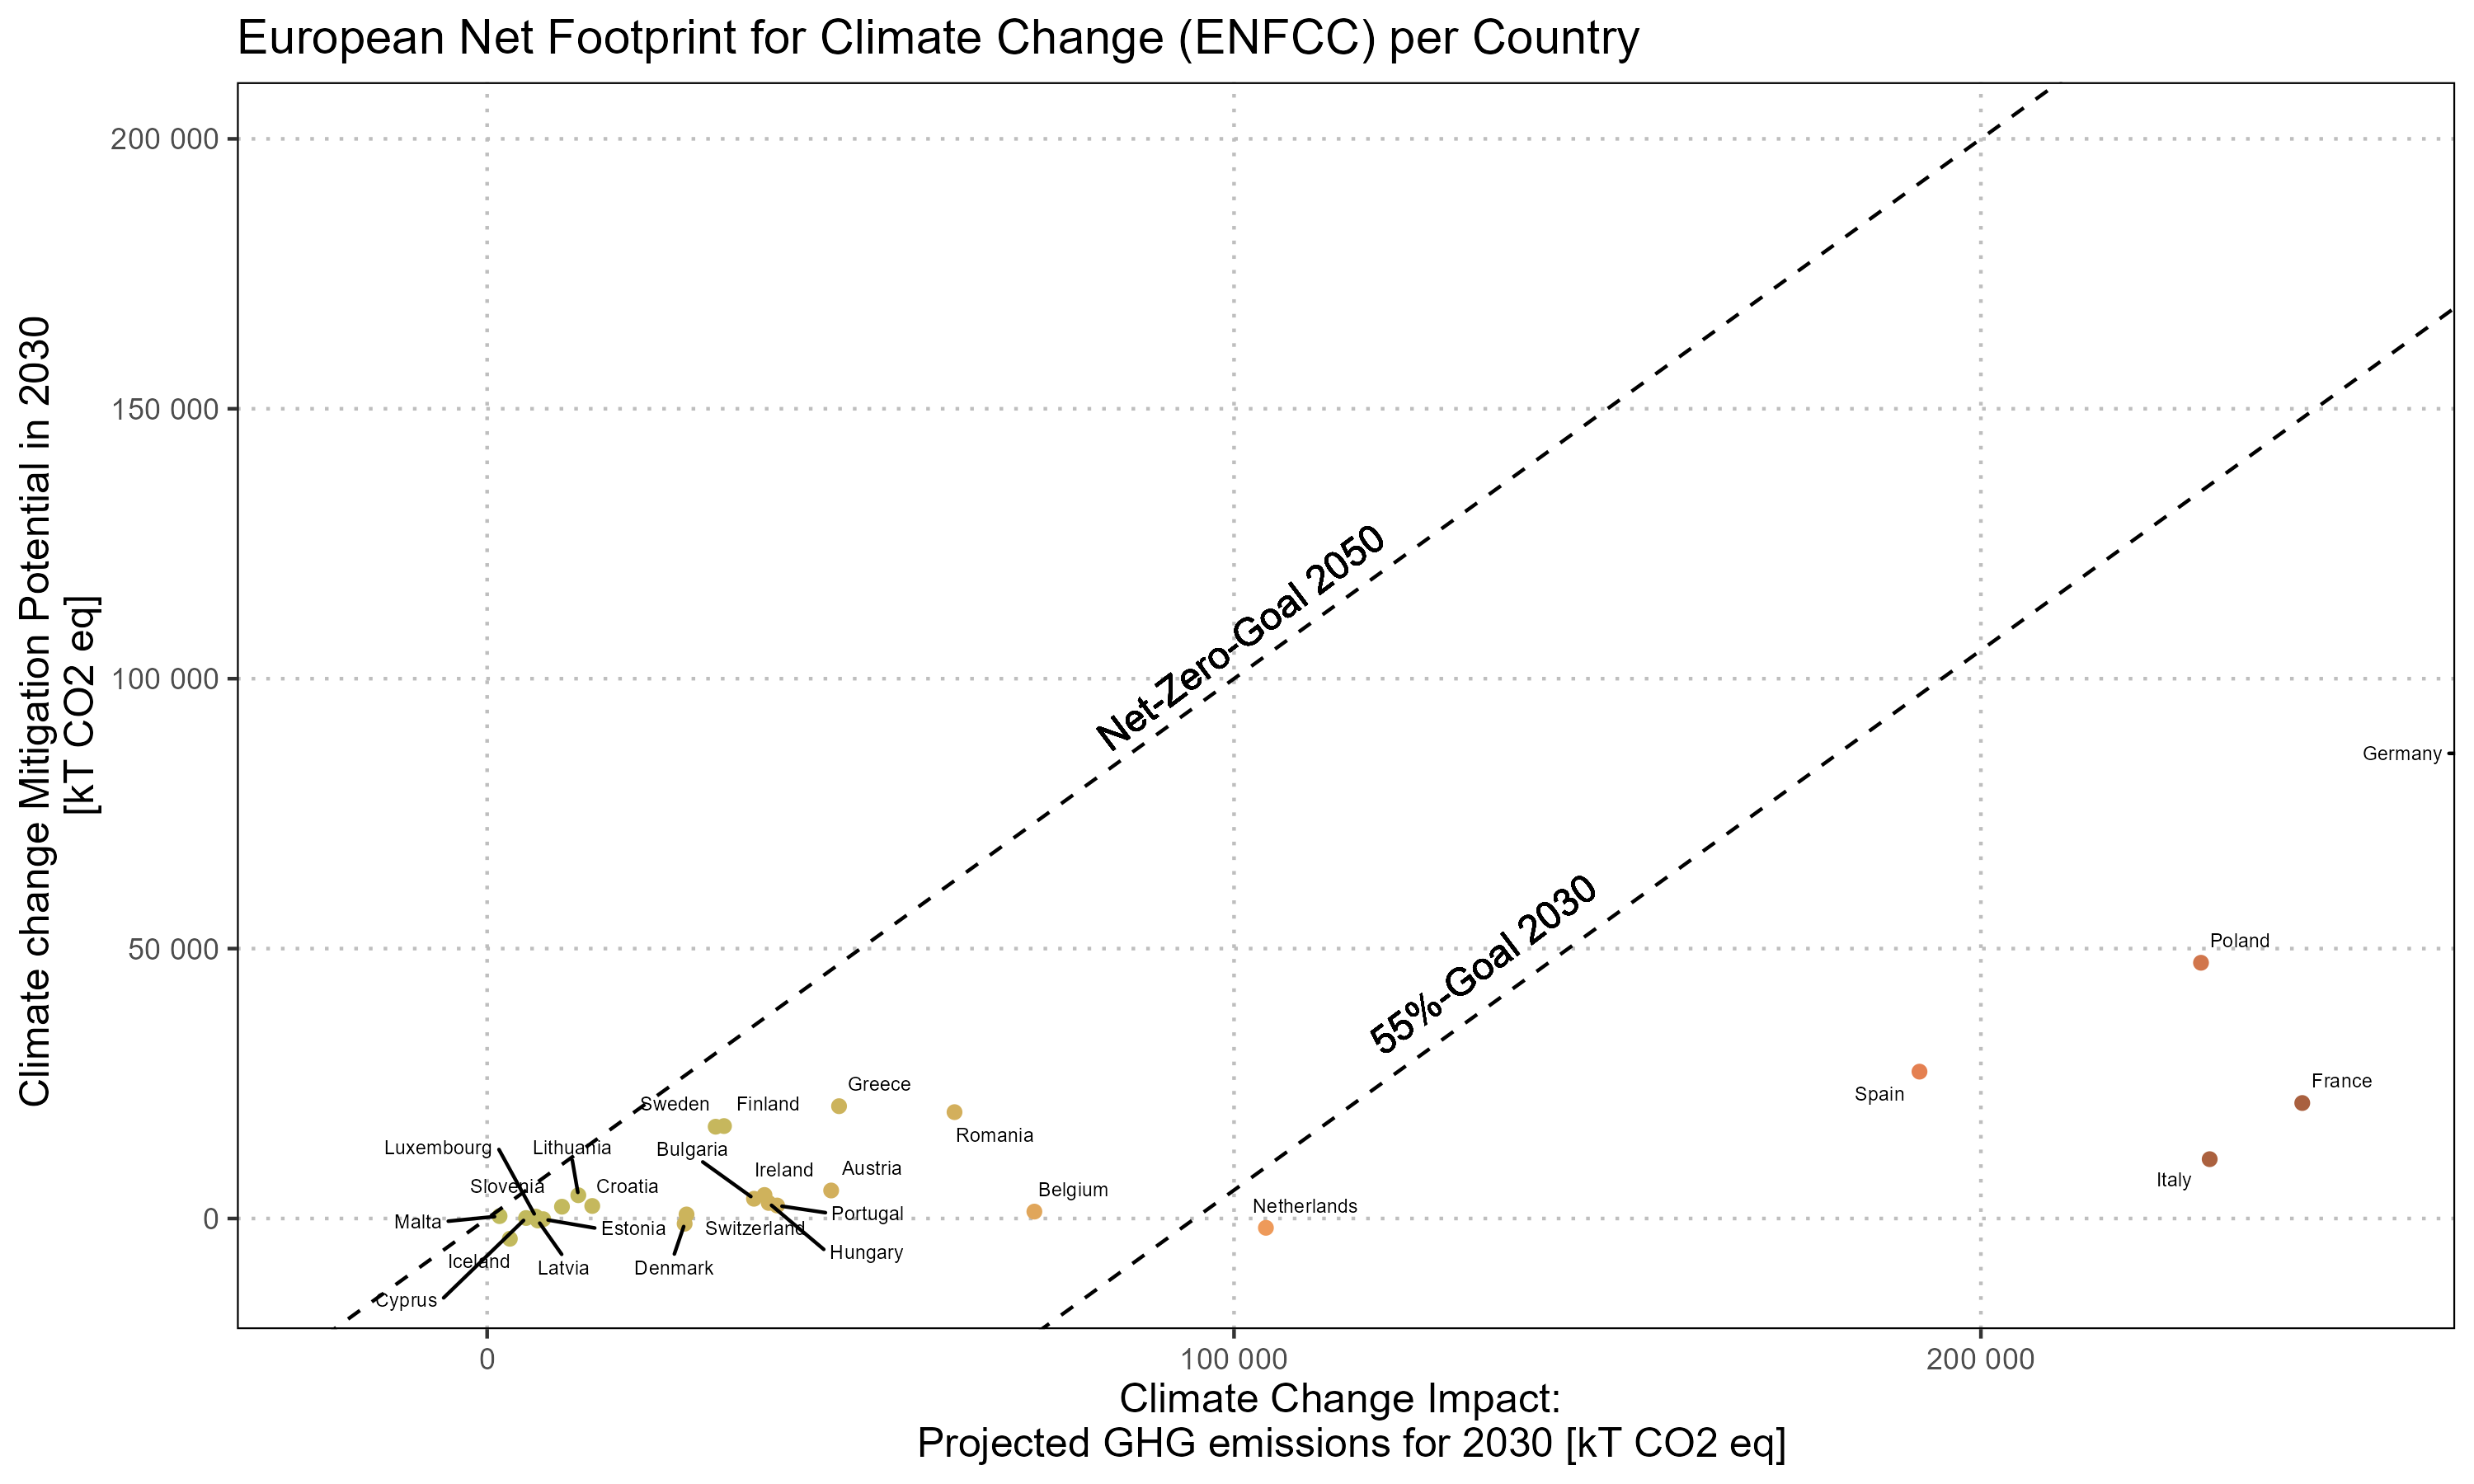 European Net Footprint for Climate Change (ENFCC) per Country
Climate change Mitigation Potential in 2030
[kT CO2 eq]
200 000
150 000
100 000
50 000
0
Net-Zero-Goal 2050
55%-Goal 2030
Germany
Poland
France
Spain
Italy
Greece
Sweden
Finland
Romania
Luxembourg
Lithuania
Bulgaria
Ireland
Austria
Slovenia
Croatia
Belgium
Netherlands
Malta
Estonia
Switzerland
Portugal
Hungary
Iceland
Latvia
Denmark
Cyprus
0
100 000
200 000
Climate Change Impact:
Projected GHG emissions for 2030 [kT CO2 eq]